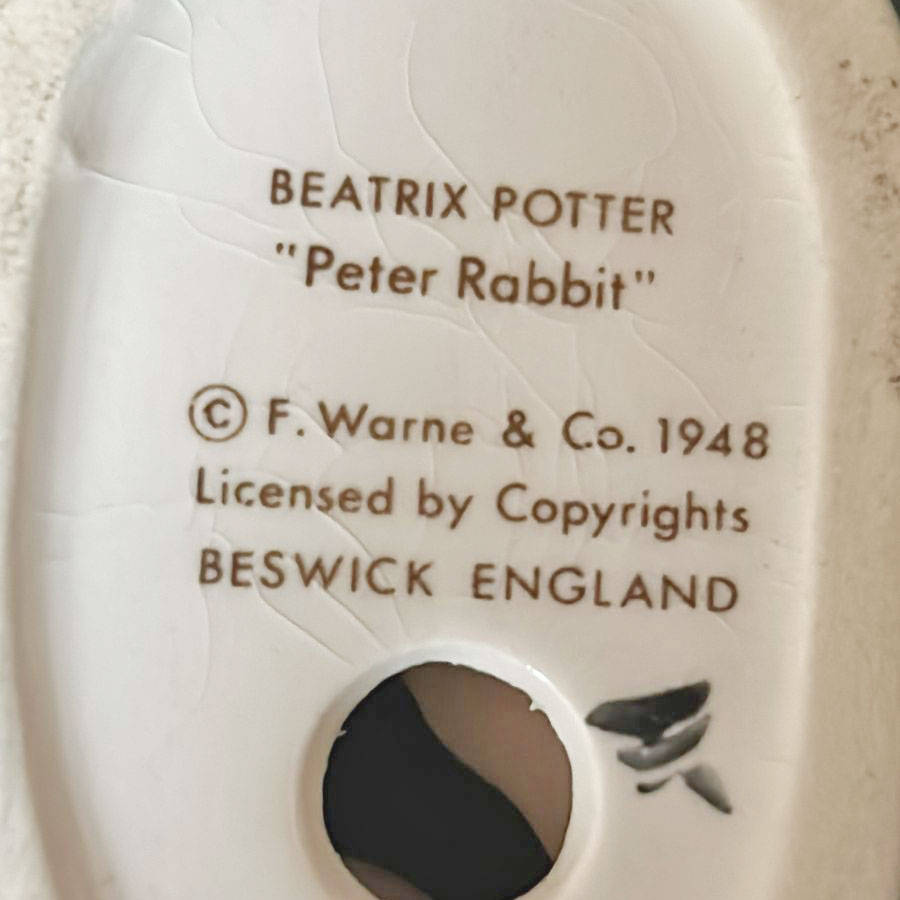 BEATRIX POTTER
"Peter Rabbit"
© F. Warne & Co. 1948
Licensed by Copyrights
BESWICK ENGLAND